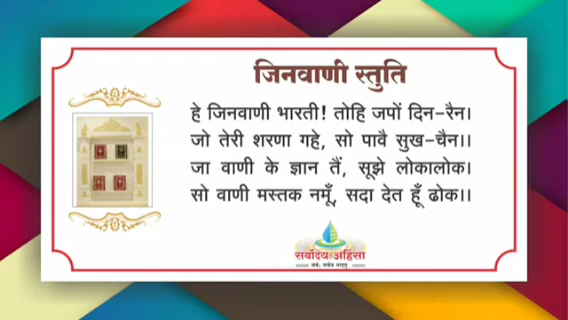 जिनवाणी स्तुति
हे जिनवाणी भारती! तोहि जपों दिन-रैन।
जो तेरी शरणा गहे, सो पावै सुख-चैन।।
जा वाणी के ज्ञान तैं, सूझे लोकालोक।
सो वाणी मस्तक नमूँ, सदा देत हूँ ढोक।।
सर्वोदय अहिंसा